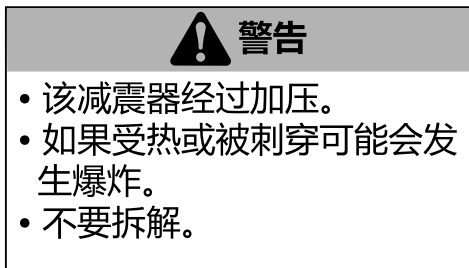 警告
• 该减震器经过加压。
• 如果受热或被刺穿可能会发
生爆炸。
• 不要拆解。